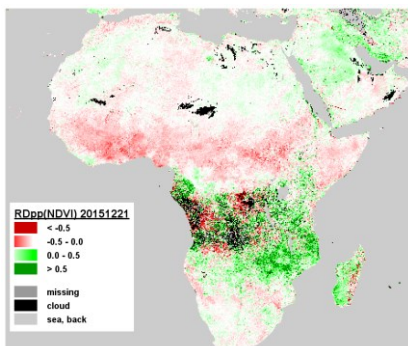 RDpp(NDVI) 20151221
< -0.5
-0.5 - 0.0
0.0 - 0.5
> 0.5
missing
cloud
sea, back